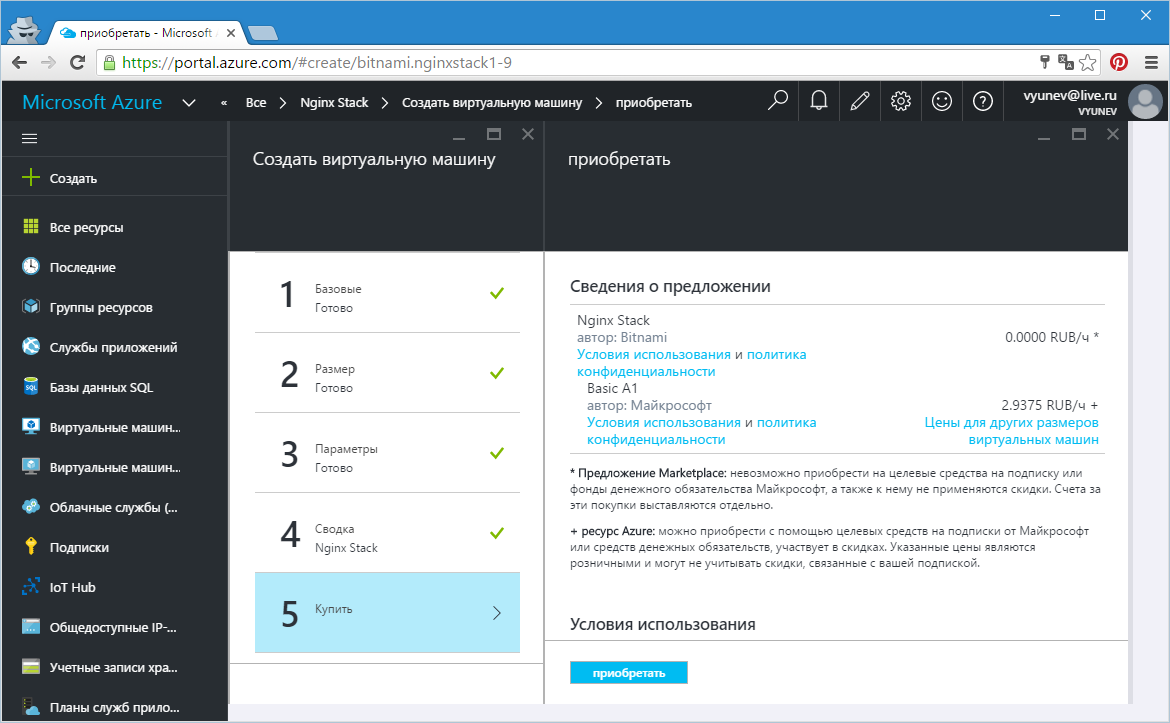 приобретать - Microsoft
https://portal.azure.com/#create/bitnami.nginxstack1-9
Microsoft Azure
« Все > Nginx Stack > Создать виртуальную машину > приобретать
vyunev@live.ru
VYUNEV
Создать
Все ресурсы
Последние
Группы ресурсов
Службы приложений
SQL
Базы данных SQL
Виртуальные машин...
Виртуальные машин...
Облачные службы (...
Подписки
IoT Hub
Общедоступные IP-...
Учетные записи хра...
Планы служб прило...
Создать виртуальную машину
1
Базовые
Готово
2
Размер
Готово
3
Параметры
Готово
4
Сводка
Nginx Stack
5
Купить
приобретать
Сведения о предложении
Nginx Stack
автор: Bitnami 0.0000 RUB/ч *
Условия использования и политика
конфиденциальности
Basic A1
автор: Майкрософт 2.9375 RUB/ч +
Условия использования и политика Цены для других размеров
конфиденциальности виртуальных машин
* Предложение Marketplace: невозможно приобрести на целевые средства на подписку или
фонды денежного обязательства Майкрософт, а также к нему не применяются скидки. Счета за
эти покупки выставляются отдельно.
+ ресурс Azure: можно приобрести с помощью целевых средств на подписки от Майкрософт
или средств денежных обязательств, участвует в скидках. Указанные цены являются
розничными и могут не учитывать скидки, связанные с вашей подпиской.
Условия использования
приобретать